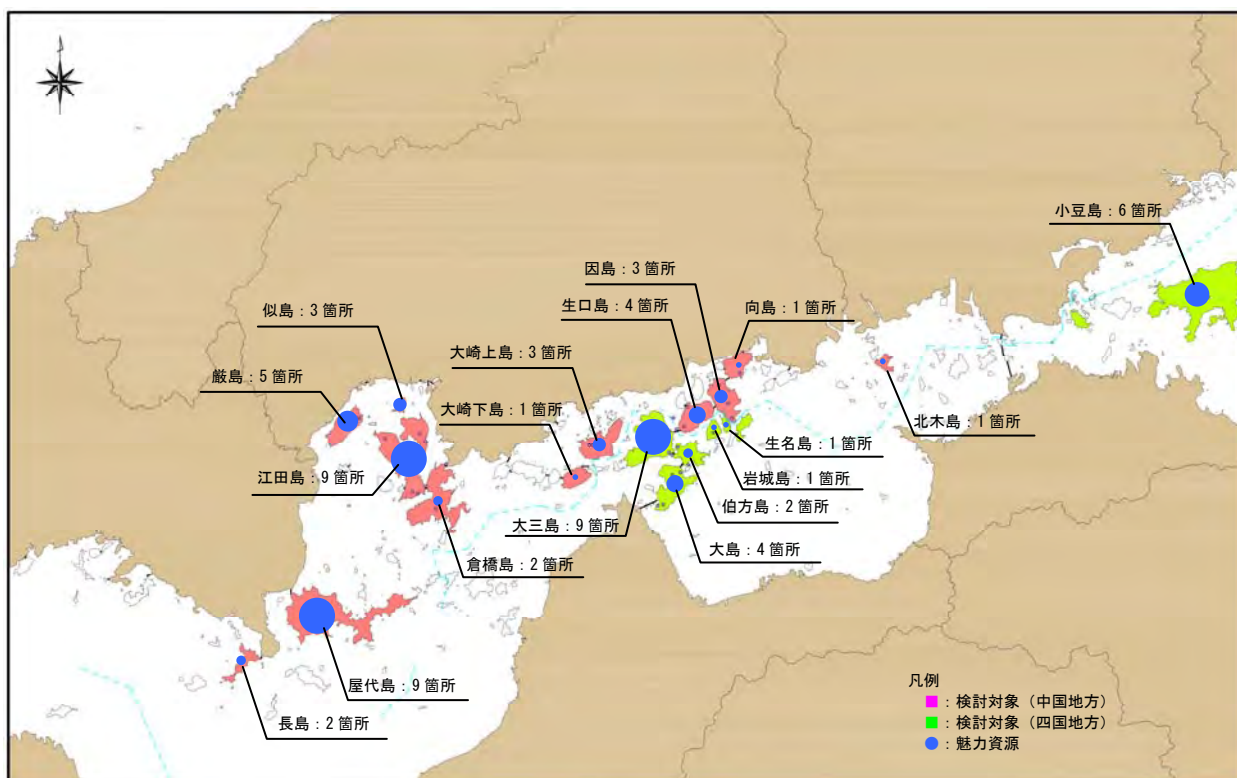 小豆島：6 箇所
因島：3 箇所
生口島：4 箇所
向島：1 箇所
似島：3 箇所
大崎上島：3 箇所
厳島：5 箇所
大崎下島：1 箇所
北木島：1 箇所
生名島：1 箇所
江田島：9 箇所
岩城島：1 箇所
大三島：9 箇所
伯方島：2 箇所
大島：4 箇所
倉橋島：2 箇所
屋代島：9 箇所
長島：2 箇所
凡例
：検討対象（中国地方）
：検討対象（四国地方）
：魅力資源